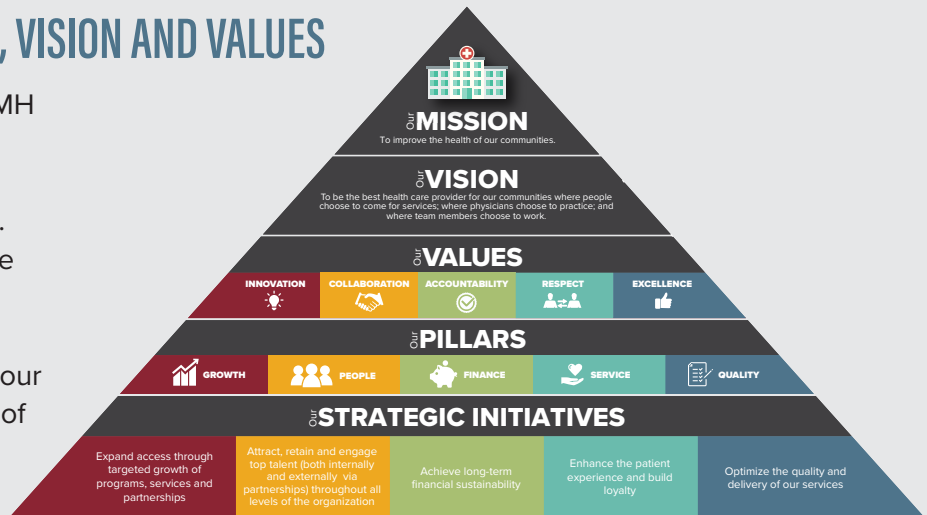 , VISION AND VALUES
MH
.
e
our
of
Our MISSION
To improve the health of our communities.
Our VISION
To be the best health care provider for our communities where people
choose to come for services; where physicians choose to practice; and
where team members choose to work.
Our VALUES
INNOVATION COLLABORATION ACCOUNTABILITY RESPECT EXCELLENCE
Our PILLARS
GROWTH PEOPLE FINANCE SERVICE QUALITY
Our STRATEGIC INITIATIVES
Expand access through
targeted growth of
programs, services and
partnerships
Attract, retain and engage
top talent (both internally
and externally via
partnerships) throughout all
levels of the organization
Achieve long-term
financial sustainability
Enhance the patient
experience and build
loyalty
Optimize the quality and
delivery of our services